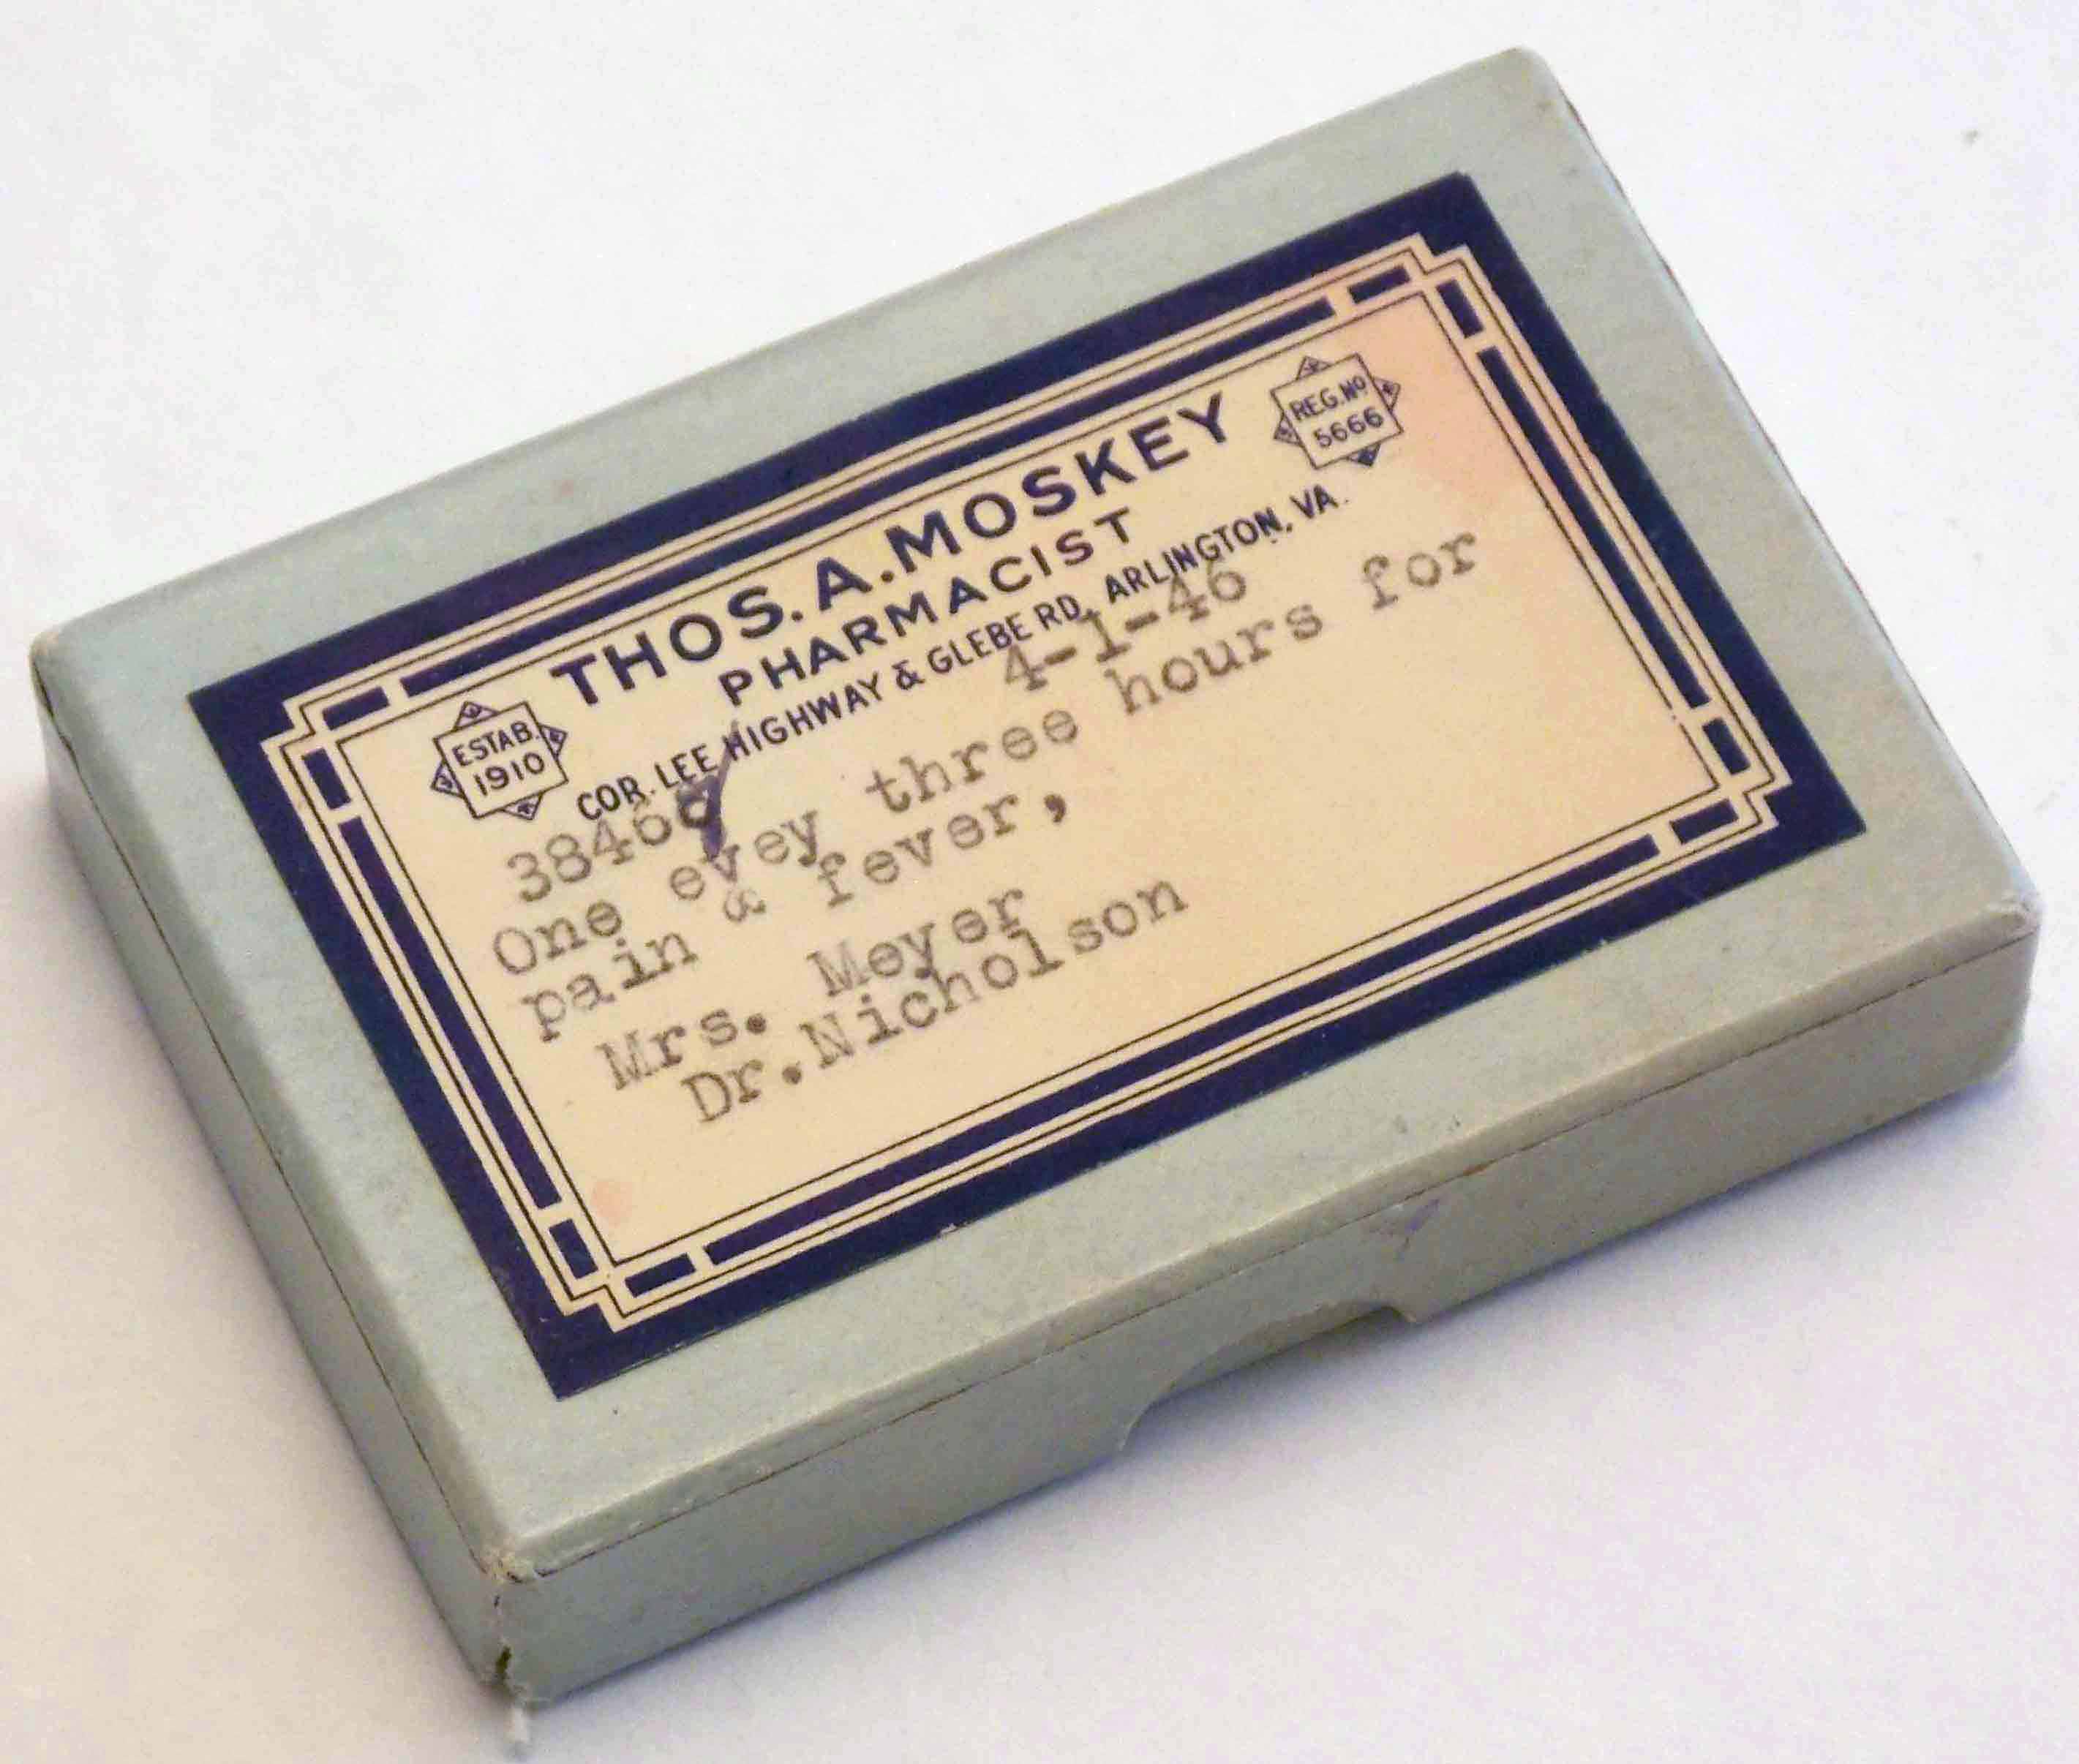 THOS. A. MOSKEY
REG. NO
5666
PHARMACIST
ESTAB.
1910
COR. LEE HIGHWAY & GLEBE RD. ARLINGTON, VA.
4-1-46
One evey three hours for
pain & fever,
Mrs. Meyer
Dr.Nicholson